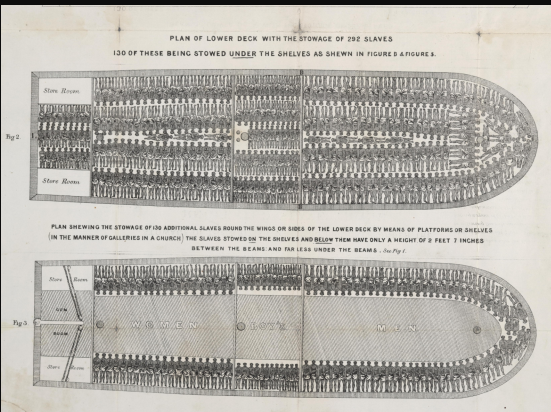 PLAN OF LOWER DECK WITH THE STOWAGE OF 292 SLAVES
130 OF THESE BEING STOWED UNDER THE SHELVES AS SHEWN IN FIGURE D & FIGURE 5.
Store Room
Fig 2.
Store Room
PLAN SHEWING THE STOWAGE OF 130 ADDITIONAL SLAVES ROUND THE WINGS OR SIDES OF THE LOWER DECK BY MEANS OF PLATFORMS OR SHELVES
(IN THE MANNER OF GALLERIES IN A CHURCH) THE SLAVES STOWED ON THE SHELVES AND BELOW THEM HAVE ONLY A HEIGHT OF 2 FEET 7 INCHES
BETWEEN THE BEAMS AND FAR LESS UNDER THE BEAMS. See Fig 1.
Store Room
GUN
Fig 3
WOMEN
BOYS
MEN
ROOM
Store Room